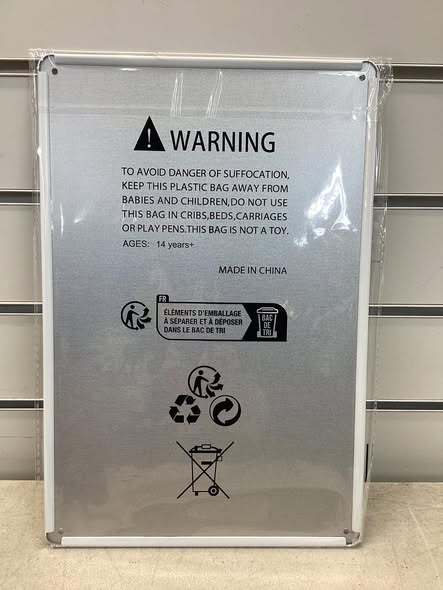 WARNING
TO AVOID DANGER OF SUFFOCATION,
KEEP THIS PLASTIC BAG AWAY FROM
BABIES AND CHILDREN,DO NOT USE
THIS BAG IN CRIBS,BEDS,CARRIAGES
OR PLAY PENS.THIS BAG IS NOT A TOY.
AGES: 14 years+
MADE IN CHINA
FR
ÉLÉMENTS D'EMBALLAGE
À SÉPARER ET À DÉPOSER
DANS LE BAC DE TRI
BAC
DE
TRI